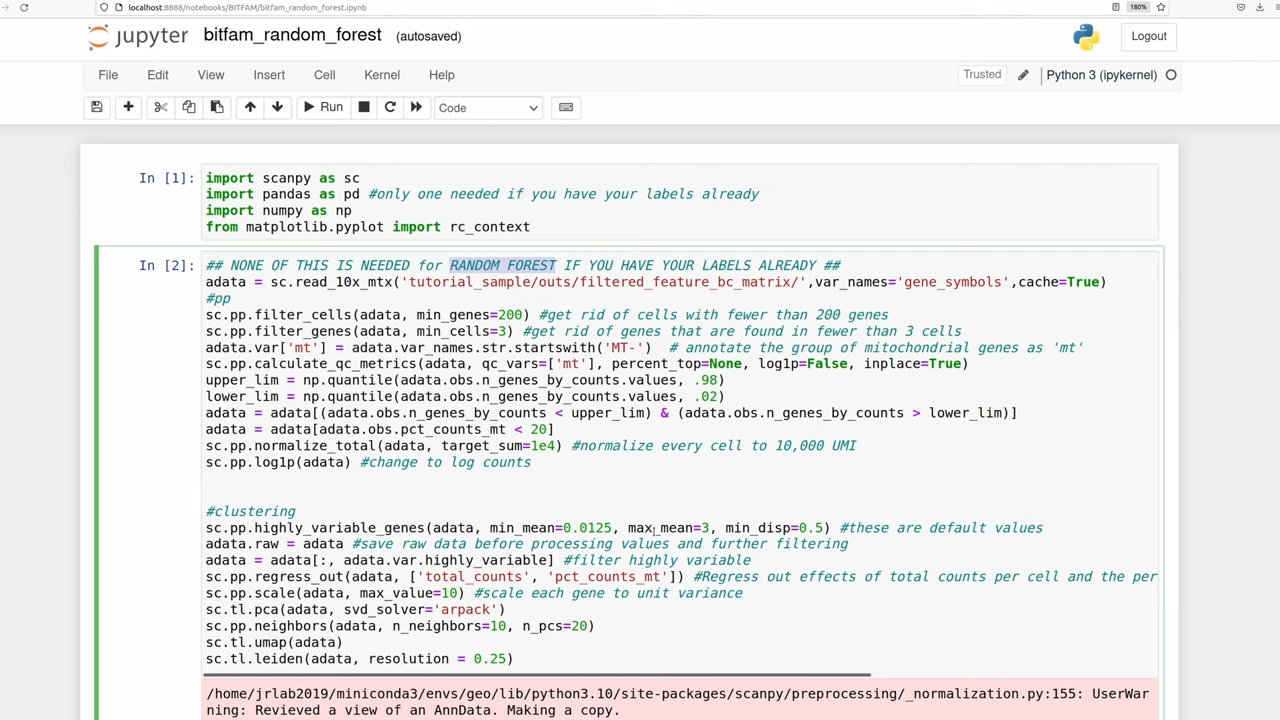 localhost:8888/notebooks/BITFAM/bitfam_random_forest.ipynb
180%
jupyter bitfam_random_forest (autosaved)
Logout
File Edit View Insert Cell Kernel Help
Trusted
Python 3 (ipykernel)
Run
Code
In [1]:
import scanpy as sc
import pandas as pd #only one needed if you have your labels already
import numpy as np
from matplotlib.pyplot import rc_context
In [2]:
## NONE OF THIS IS NEEDED for RANDOM FOREST IF YOU HAVE YOUR LABELS ALREADY ##
adata = sc.read_10x_mtx('tutorial_sample/outs/filtered_feature_bc_matrix/',var_names='gene_symbols',cache=True)
#pp
sc.pp.filter_cells(adata, min_genes=200) #get rid of cells with fewer than 200 genes
sc.pp.filter_genes(adata, min_cells=3) #get rid of genes that are found in fewer than 3 cells
adata.var['mt'] = adata.var_names.str.startswith('MT-')  # annotate the group of mitochondrial genes as 'mt'
sc.pp.calculate_qc_metrics(adata, qc_vars=['mt'], percent_top=None, log1p=False, inplace=True)
upper_lim = np.quantile(adata.obs.n_genes_by_counts.values, .98)
lower_lim = np.quantile(adata.obs.n_genes_by_counts.values, .02)
adata = adata[(adata.obs.n_genes_by_counts < upper_lim) & (adata.obs.n_genes_by_counts > lower_lim)]
adata = adata[adata.obs.pct_counts_mt < 20]
sc.pp.normalize_total(adata, target_sum=1e4) #normalize every cell to 10,000 UMI
sc.pp.log1p(adata) #change to log counts
#clustering
sc.pp.highly_variable_genes(adata, min_mean=0.0125, max_mean=3, min_disp=0.5) #these are default values
adata.raw = adata #save raw data before processing values and further filtering
adata = adata[:, adata.var.highly_variable] #filter highly variable
sc.pp.regress_out(adata, ['total_counts', 'pct_counts_mt']) #Regress out effects of total counts per cell and the per
sc.pp.scale(adata, max_value=10) #scale each gene to unit variance
sc.tl.pca(adata, svd_solver='arpack')
sc.pp.neighbors(adata, n_neighbors=10, n_pcs=20)
sc.tl.umap(adata)
sc.tl.leiden(adata, resolution = 0.25)
/home/jrlab2019/miniconda3/envs/geo/lib/python3.10/site-packages/scanpy/preprocessing/_normalization.py:155: UserWar
ning: Revieved a view of an AnnData. Making a copy.